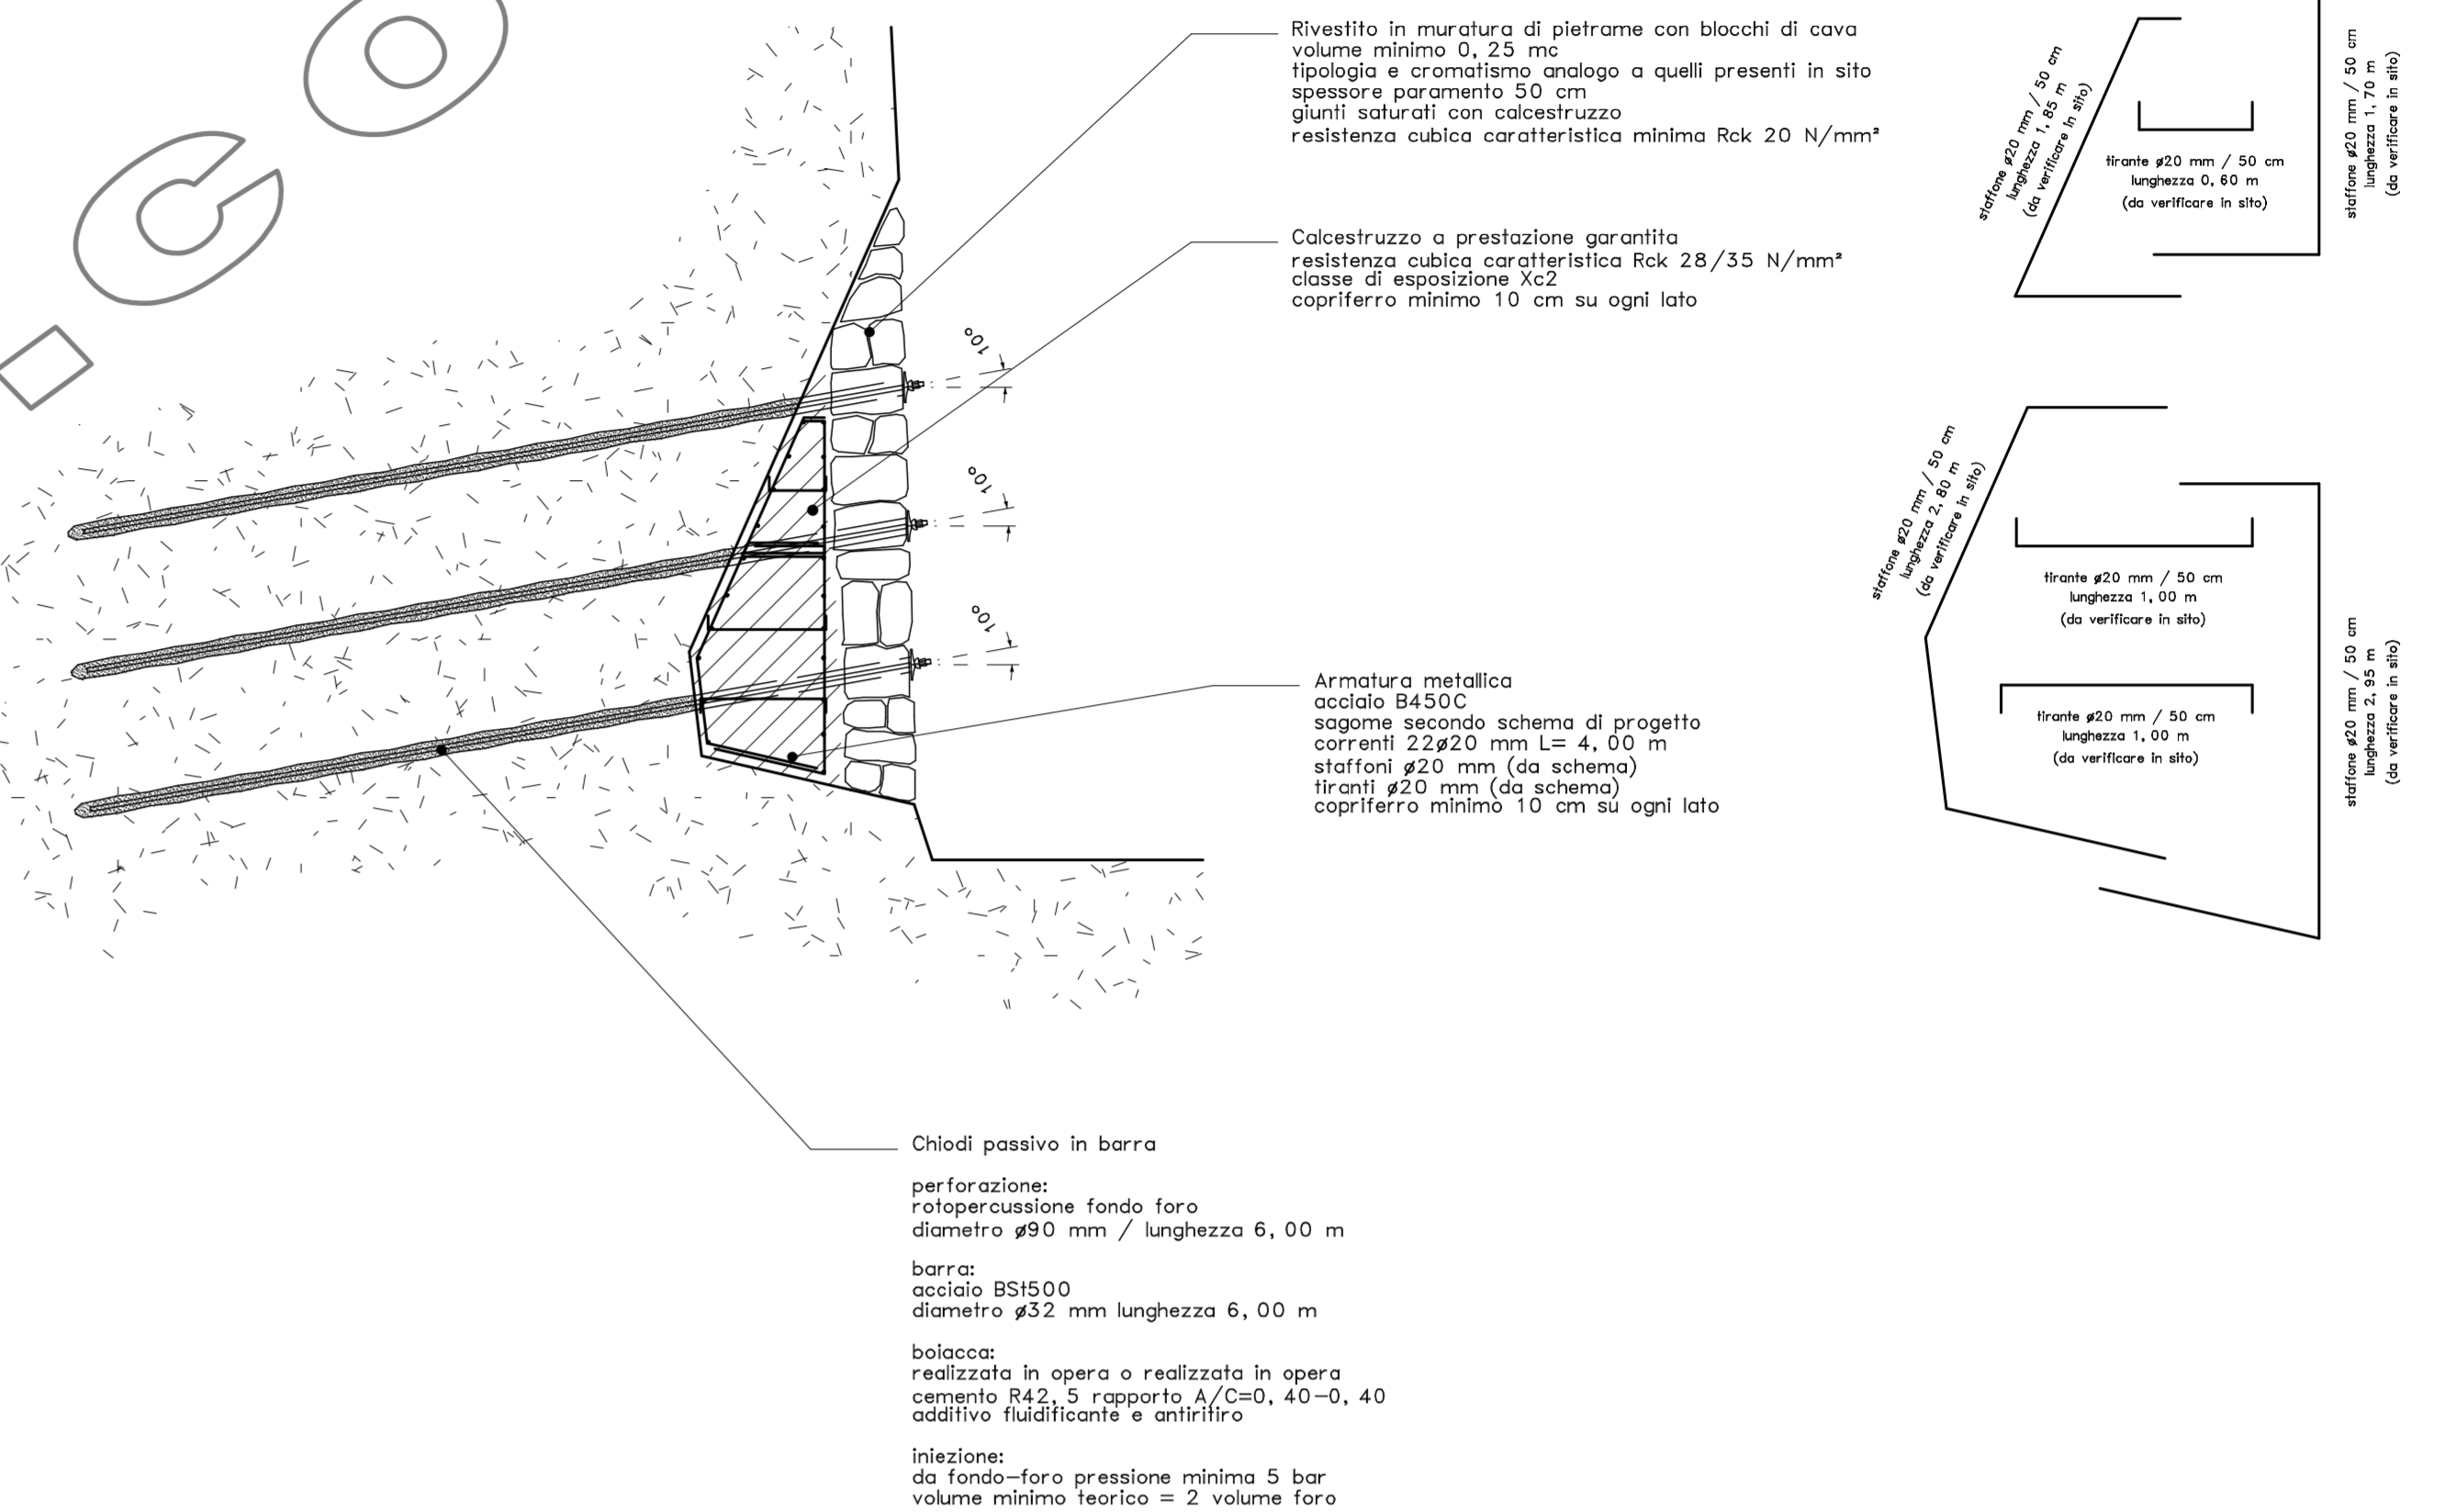 CO
Rivestito in muratura di pietrame con blocchi di cava
volume minimo 0, 25 mc
tipologia e cromatismo analogo a quelli presenti in sito
spessore paramento 50 cm
giunti saturati con calcestruzzo
resistenza cubica caratteristica minima Rck 20 N/mm²
Calcestruzzo a prestazione garantita
resistenza cubica caratteristica Rck 28/35 N/mm²
classe di esposizione Xc2
copriferro minimo 10 cm su ogni lato
10°
10°
10°
Armatura metallica
acciaio B450C
sagome secondo schema di progetto
correnti 22ø20 mm L= 4, 00 m
staffoni ø20 mm (da schema)
tiranti ø20 mm (da schema)
copriferro minimo 10 cm su ogni lato
Chiodi passivo in barra
perforazione:
rotopercussione fondo foro
diametro ø90 mm / lunghezza 6, 00 m
barra:
acciaio BSt500
diametro ø32 mm lunghezza 6, 00 m
boiacca:
realizzata in opera o realizzata in opera
cemento R42, 5 rapporto A/C=0, 40-0, 40
additivo fluidificante e antiritiro
iniezione:
da fondo-foro pressione minima 5 bar
volume minimo teorico = 2 volume foro
staffone ø20 mm / 50 cm
lunghezza 1, 85 m
(da verificare in sito)
tirante ø20 mm / 50 cm
lunghezza 0, 60 m
(da verificare in sito)
staffone ø20 mm / 50 cm
lunghezza 1, 70 m
(da verificare in sito)
staffone ø20 mm / 50 cm
lunghezza 2, 80 m
(da verificare in sito)
tirante ø20 mm / 50 cm
lunghezza 1, 00 m
(da verificare in sito)
tirante ø20 mm / 50 cm
lunghezza 1, 00 m
(da verificare in sito)
staffone ø20 mm / 50 cm
lunghezza 2, 95 m
(da verificare in sito)